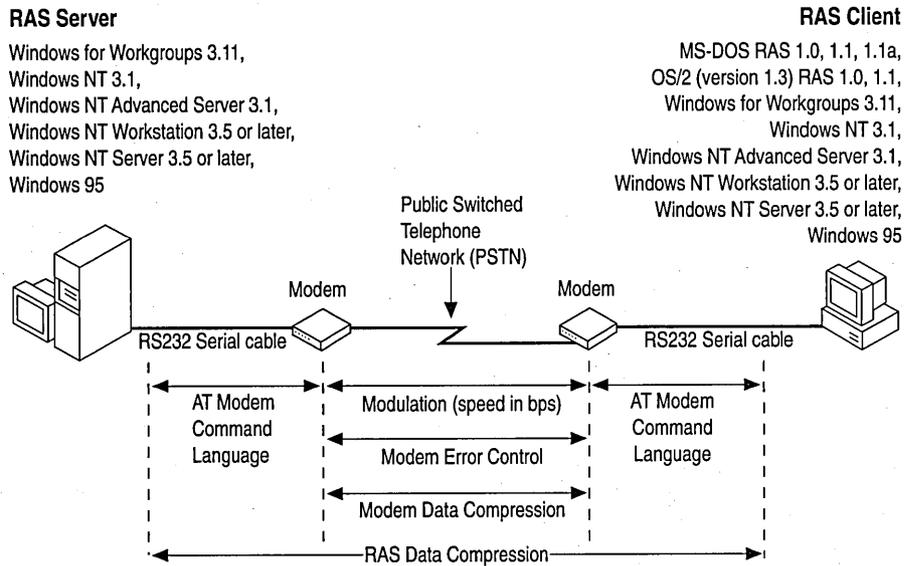 RAS Server
Windows for Workgroups 3.11,
Windows NT 3.1,
Windows NT Advanced Server 3.1,
Windows NT Workstation 3.5 or later,
Windows NT Server 3.5 or later,
Windows 95
RAS Client
MS-DOS RAS 1.0, 1.1, 1.1a,
OS/2 (version 1.3) RAS 1.0, 1.1,
Windows for Workgroups 3.11,
Windows NT 3.1,
Windows NT Advanced Server 3.1,
Windows NT Workstation 3.5 or later,
Windows NT Server 3.5 or later,
Windows 95
Public Switched
Telephone
Network (PSTN)
Modem
Modem
RS232 Serial cable
RS232 Serial cable
AT Modem
Command
Language
Modulation (speed in bps)
AT Modem
Command
Language
Modem Error Control
Modem Data Compression
RAS Data Compression